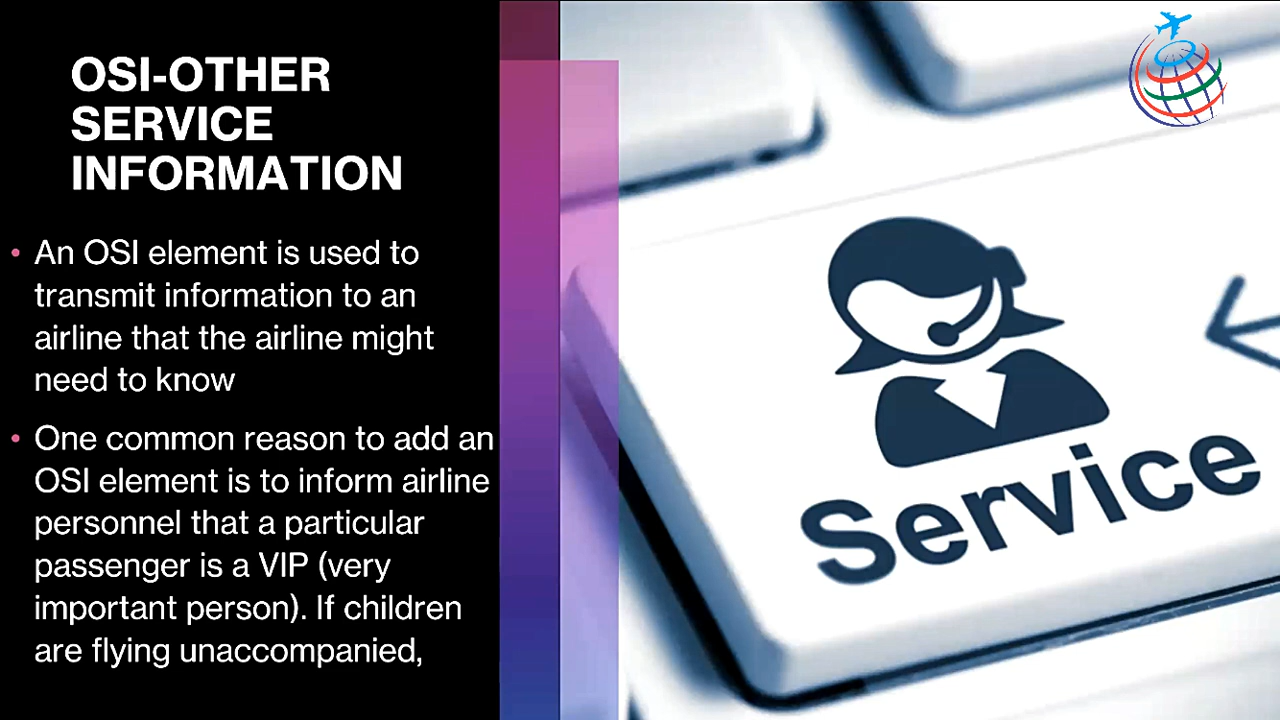 OSI-OTHER
SERVICE
INFORMATION
• An OSI element is used to
transmit information to an
airline that the airline might
need to know
• One common reason to add an
OSI element is to inform airline
personnel that a particular
passenger is a VIP (very
important person). If children
are flying unaccompanied,
Service